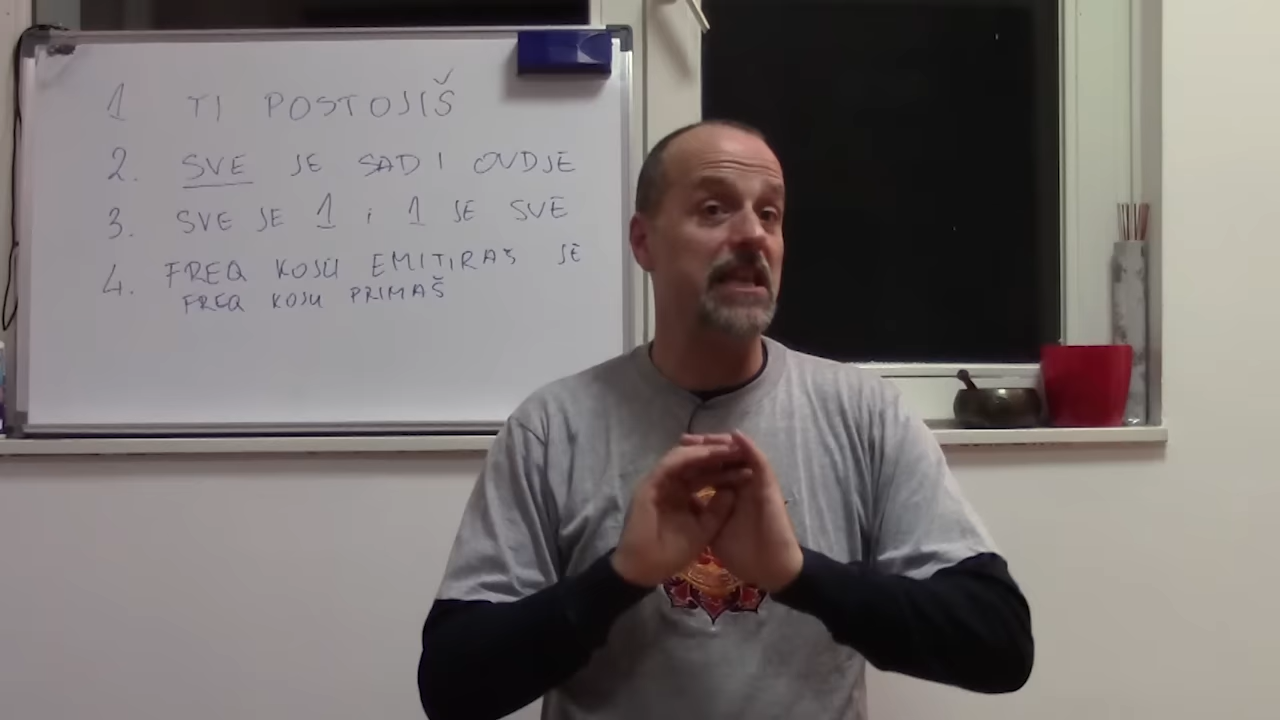 1 TI POSTOJIŠ
2. SVE JE SAD I OVDJE
3. SVE JE 1 i 1 JE SVE
4. FREQ KOJU EMITIRAŠ JE
FREQ KOJU PRIMAŠ